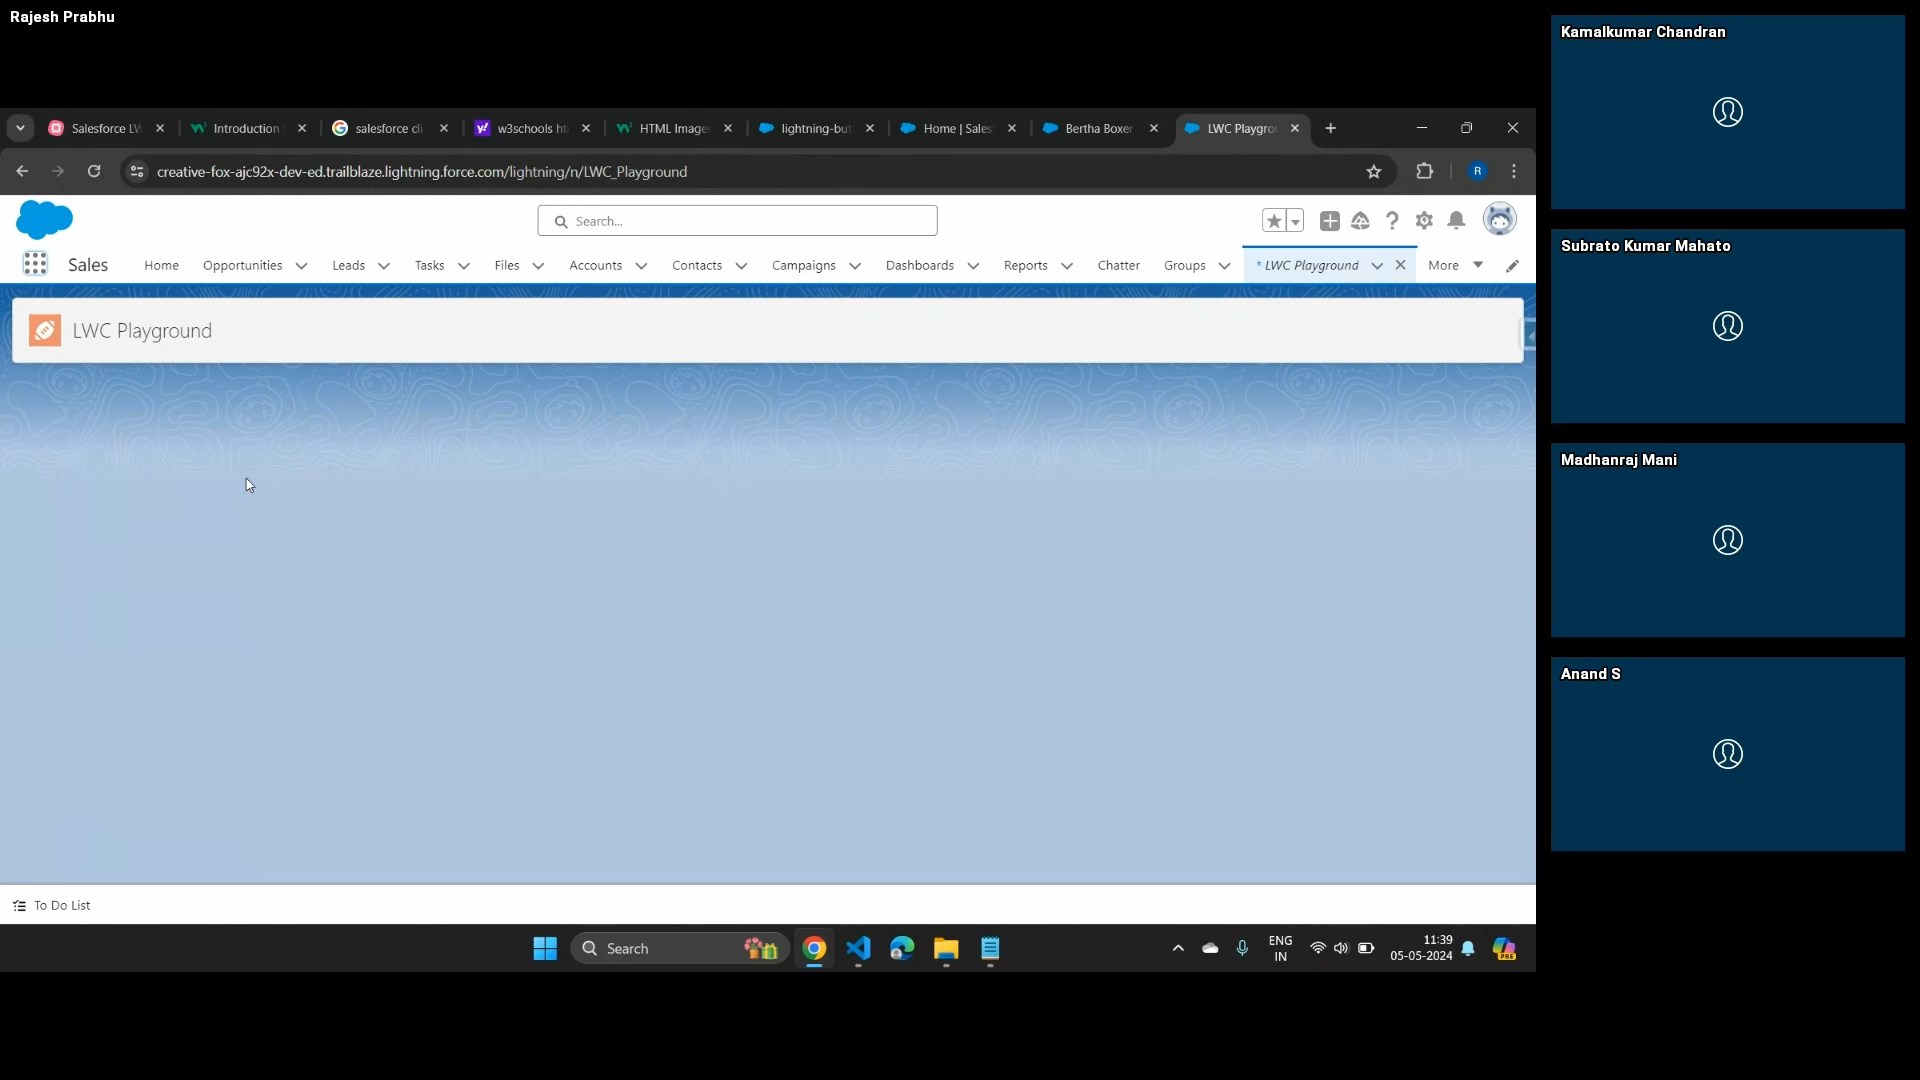 Rajesh Prabhu
Kamalkumar Chandran
Salesforce LW
Introduction
salesforce cli
w3schools ht
HTML Image
lightning-but
Home | Sales
Bertha Boxer
LWC Playgro
creative-fox-ajc92x-dev-ed.trailblaze.lightning.force.com/lightning/n/LWC_Playground
R
Search...
Sales
Home
Opportunities
Leads
Tasks
Files
Accounts
Contacts
Campaigns
Dashboards
Reports
Chatter
Groups
* LWC Playground
More
LWC Playground
Subrato Kumar Mahato
Madhanraj Mani
Anand S
To Do List
Search
ENG
IN
11:39
05-05-2024
PRE